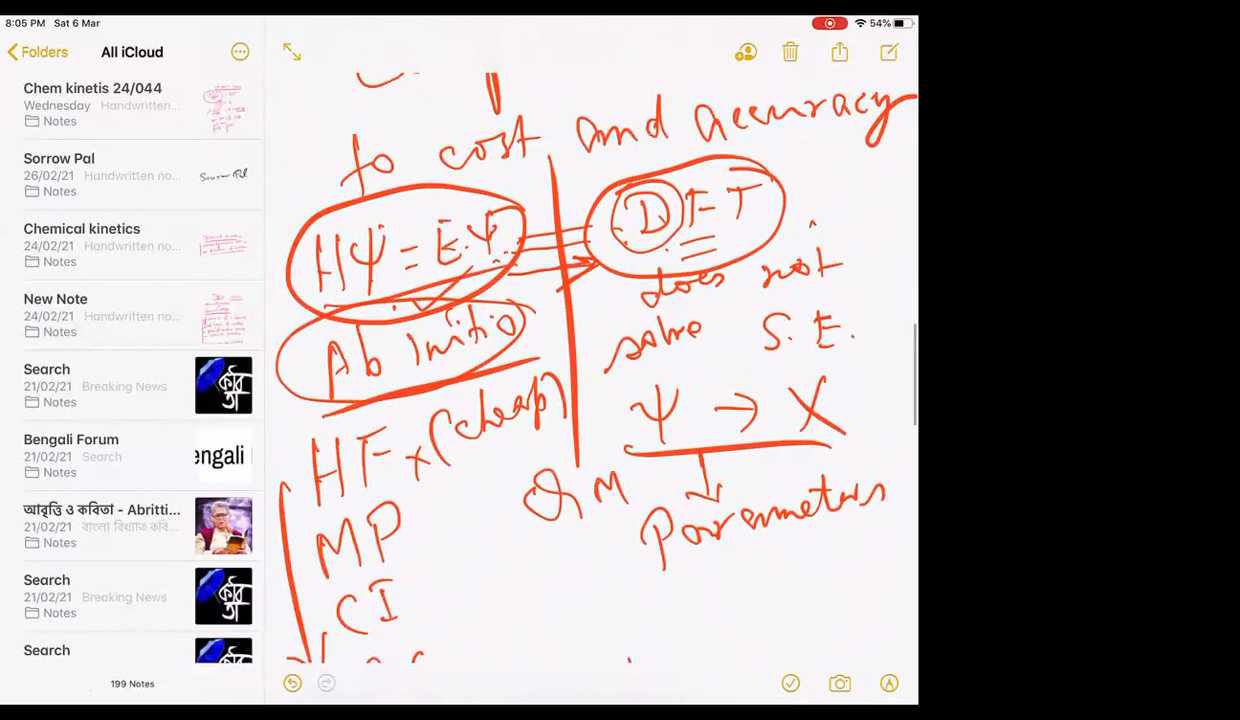 8:05 PM Sat 6 Mar
54%
Folders
All iCloud
Chem kinetis 24/044
Wednesday Handwritten...
Notes
Sorrow Pal
26/02/21 Handwritten no...
Notes
Sorrow Pal
Chemical kinetics
24/02/21 Handwritten no...
Notes
New Note
24/02/21 Handwritten no...
Notes
Search
21/02/21 Breaking News
Notes
Bengali Forum
21/02/21 Search
Notes
engali
আবৃত্তি ও কবিতা - Abritti...
21/02/21 বাংলা বিখ্যাত কবি...
Notes
Search
21/02/21 Breaking News
Notes
Search
199 Notes
to cost and accuracy
HΨ = E.Ψ
DFT
does not
solve S.E.
Ab initio
Ψ → X
HF × (cheap)
QM
Parameters
MP
CI